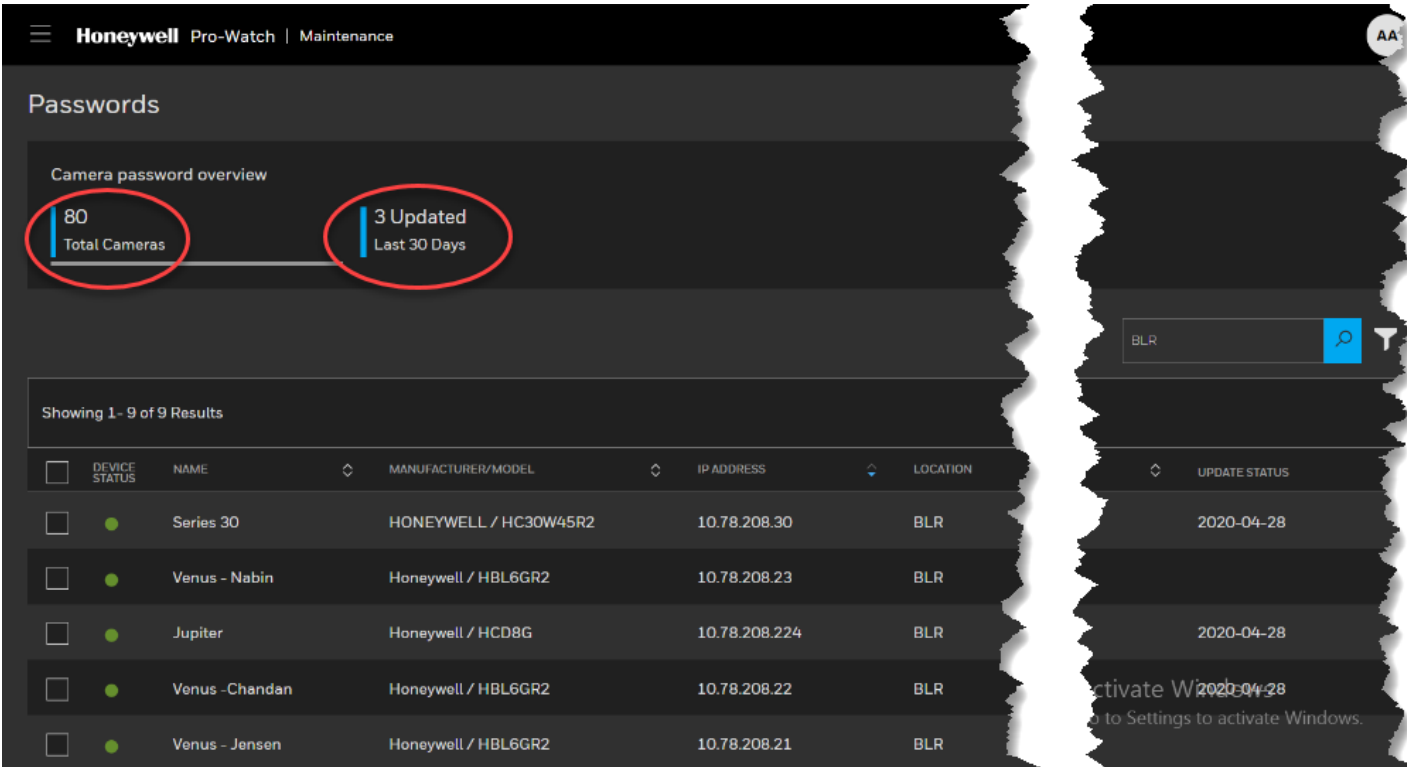 Honeywell Pro-Watch | Maintenance AA
Passwords
Camera password overview
80 3 Updated
Total Cameras Last 30 Days
BLR
Showing 1- 9 of 9 Results
DEVICE STATUS NAME MANUFACTURER/MODEL IP ADDRESS LOCATION UPDATE STATUS
Series 30 HONEYWELL / HC30W45R2 10.78.208.30 BLR 2020-04-28
Venus - Nabin Honeywell / HBL6GR2 10.78.208.23 BLR
Jupiter Honeywell / HCD8G 10.78.208.224 BLR 2020-04-28
Venus -Chandan Honeywell / HBL6GR2 10.78.208.22 BLR 2020-04-28
to Settings to activate Windows.
Venus - Jensen Honeywell / HBL6GR2 10.78.208.21 BLR